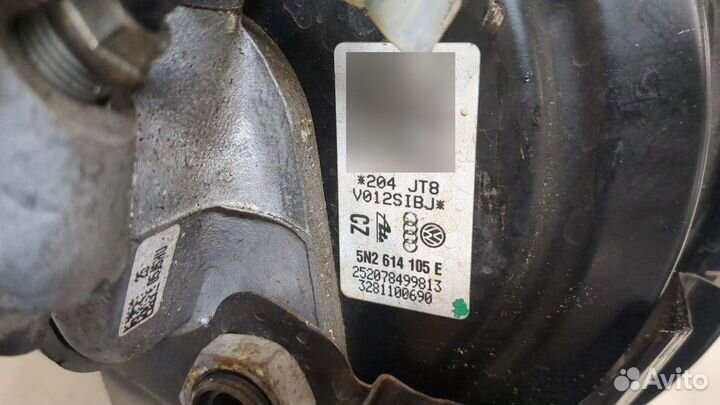 *204 JT8
V012SIBJ*
CZ
5N2 614 105 E
252078499813
3281100690
Avito